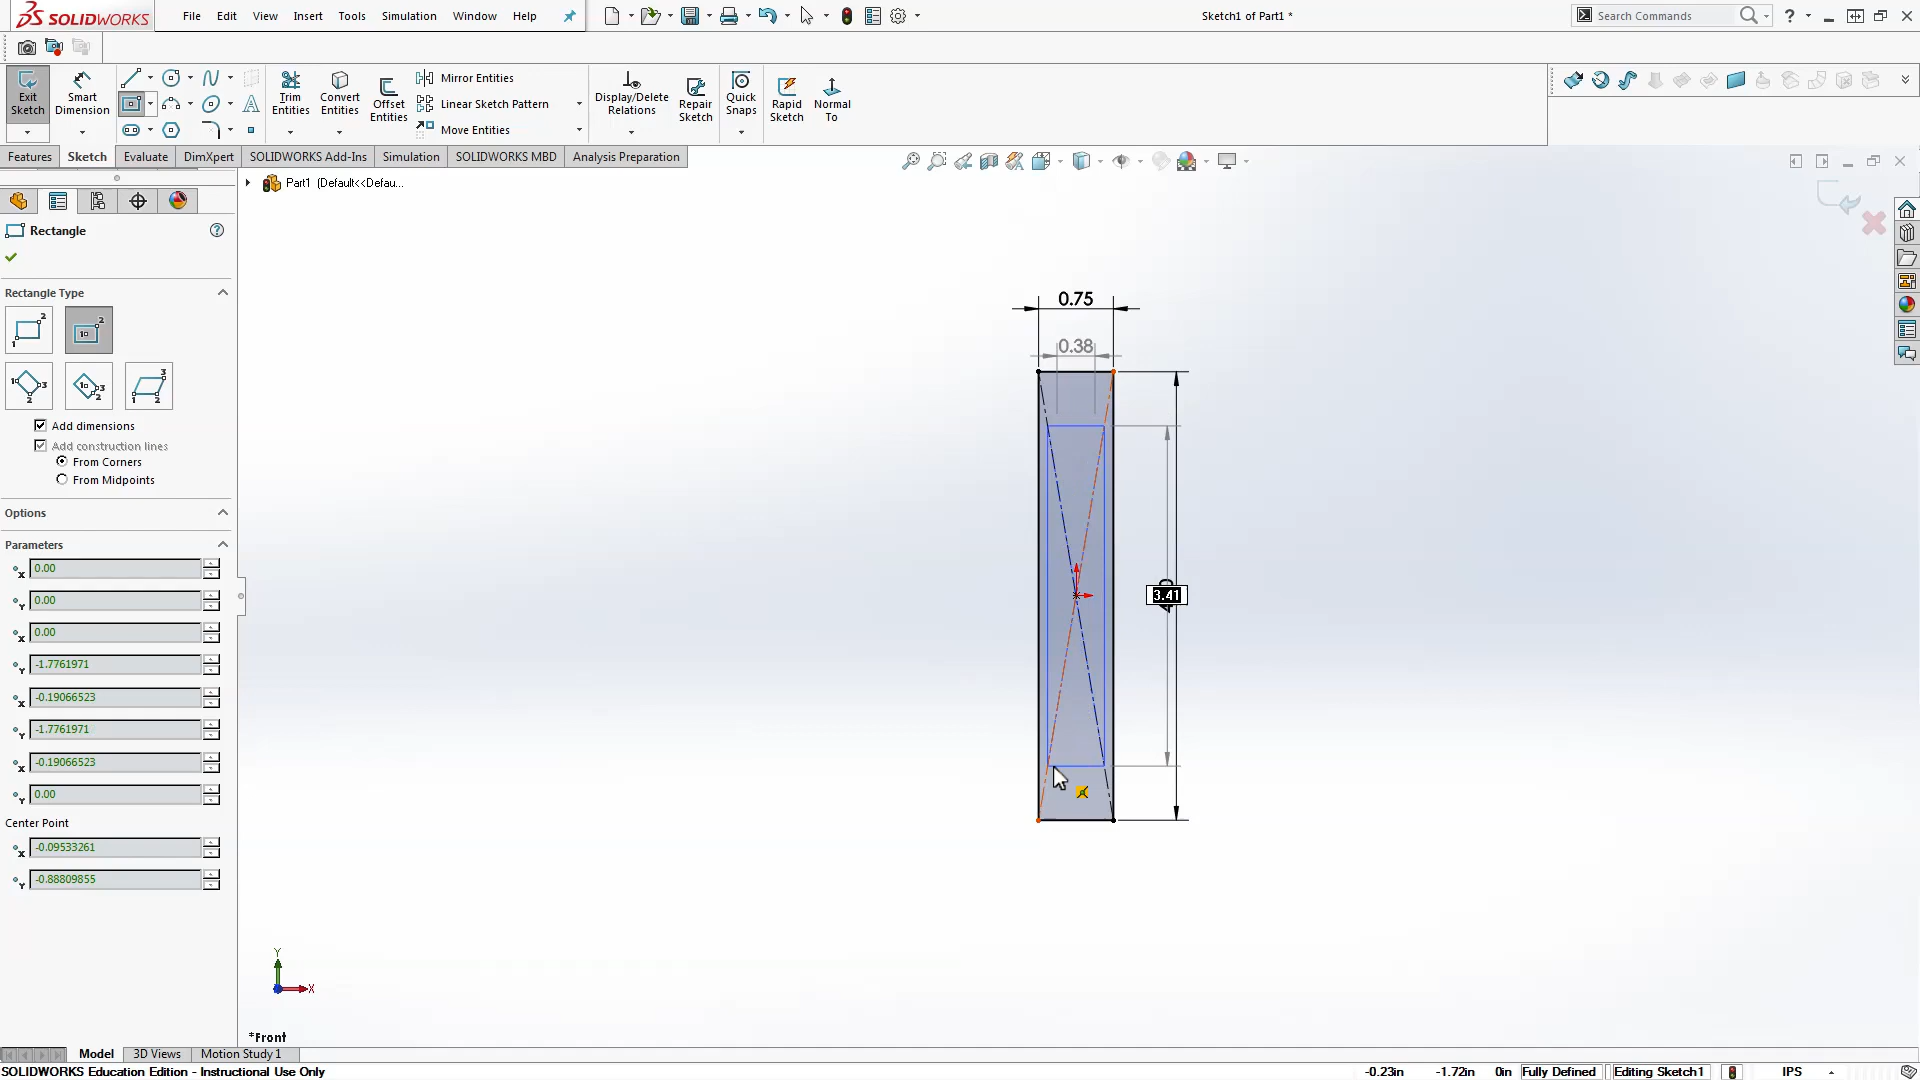 SOLIDWORKS
File Edit View Insert Tools Simulation Window Help
Sketch1 of Part1 *
Search Commands
Exit Sketch
Smart Dimension
Trim Entities
Convert Entities
Offset Entities
Mirror Entities
Linear Sketch Pattern
Move Entities
Display/Delete Relations
Repair Sketch
Quick Snaps
Rapid Sketch
Normal To
Features Sketch Evaluate DimXpert SOLIDWORKS Add-Ins Simulation SOLIDWORKS MBD Analysis Preparation
Part1 (Default<<Defau...
Rectangle
Rectangle Type
Add dimensions
Add construction lines
From Corners
From Midpoints
Options
Parameters
0.00
0.00
0.00
-1.7761971
-0.19066523
-1.7761971
-0.19066523
0.00
Center Point
-0.09533261
-0.88809855
0.75
0.38
3.41
Y
X
*Front
Model 3D Views Motion Study 1
SOLIDWORKS Education Edition - Instructional Use Only
-0.23in -1.72in 0in Fully Defined Editing Sketch1 IPS